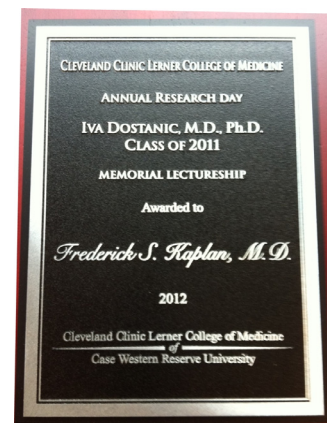 CLEVELAND CLINIC LERNER COLLEGE OF MEDICINE
ANNUAL RESEARCH DAY
IVA DOSTANIC, M.D., PH.D.
CLASS OF 2011
MEMORIAL LECTURESHIP
Awarded to
Frederick S. Kaplan, M.D.
2012
Cleveland Clinic Lerner College of Medicine
of
Case Western Reserve University